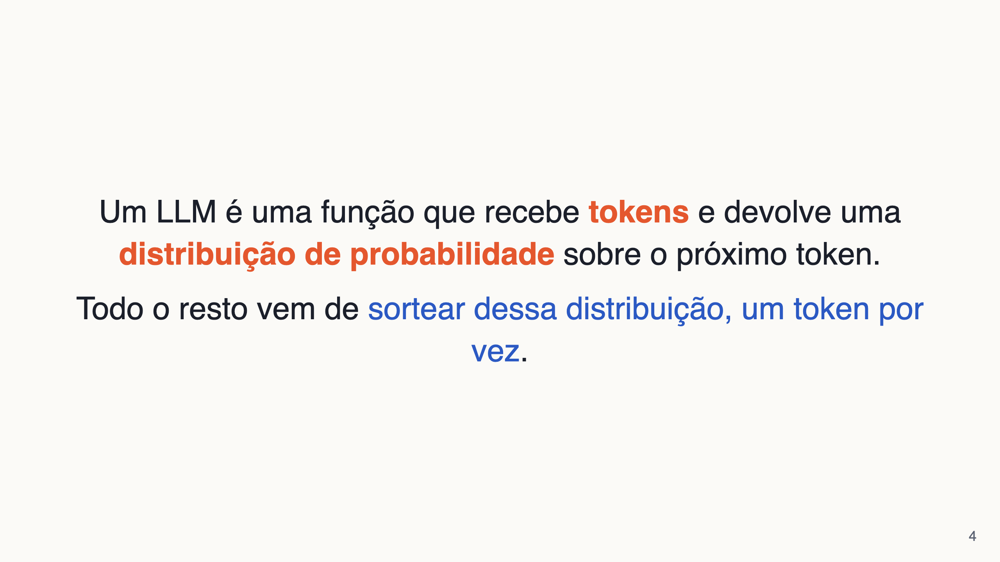 Um LLM é uma função que recebe tokens e devolve uma
distribuição de probabilidade sobre o próximo token.
Todo o resto vem de sortear dessa distribuição, um token por
vez.
4